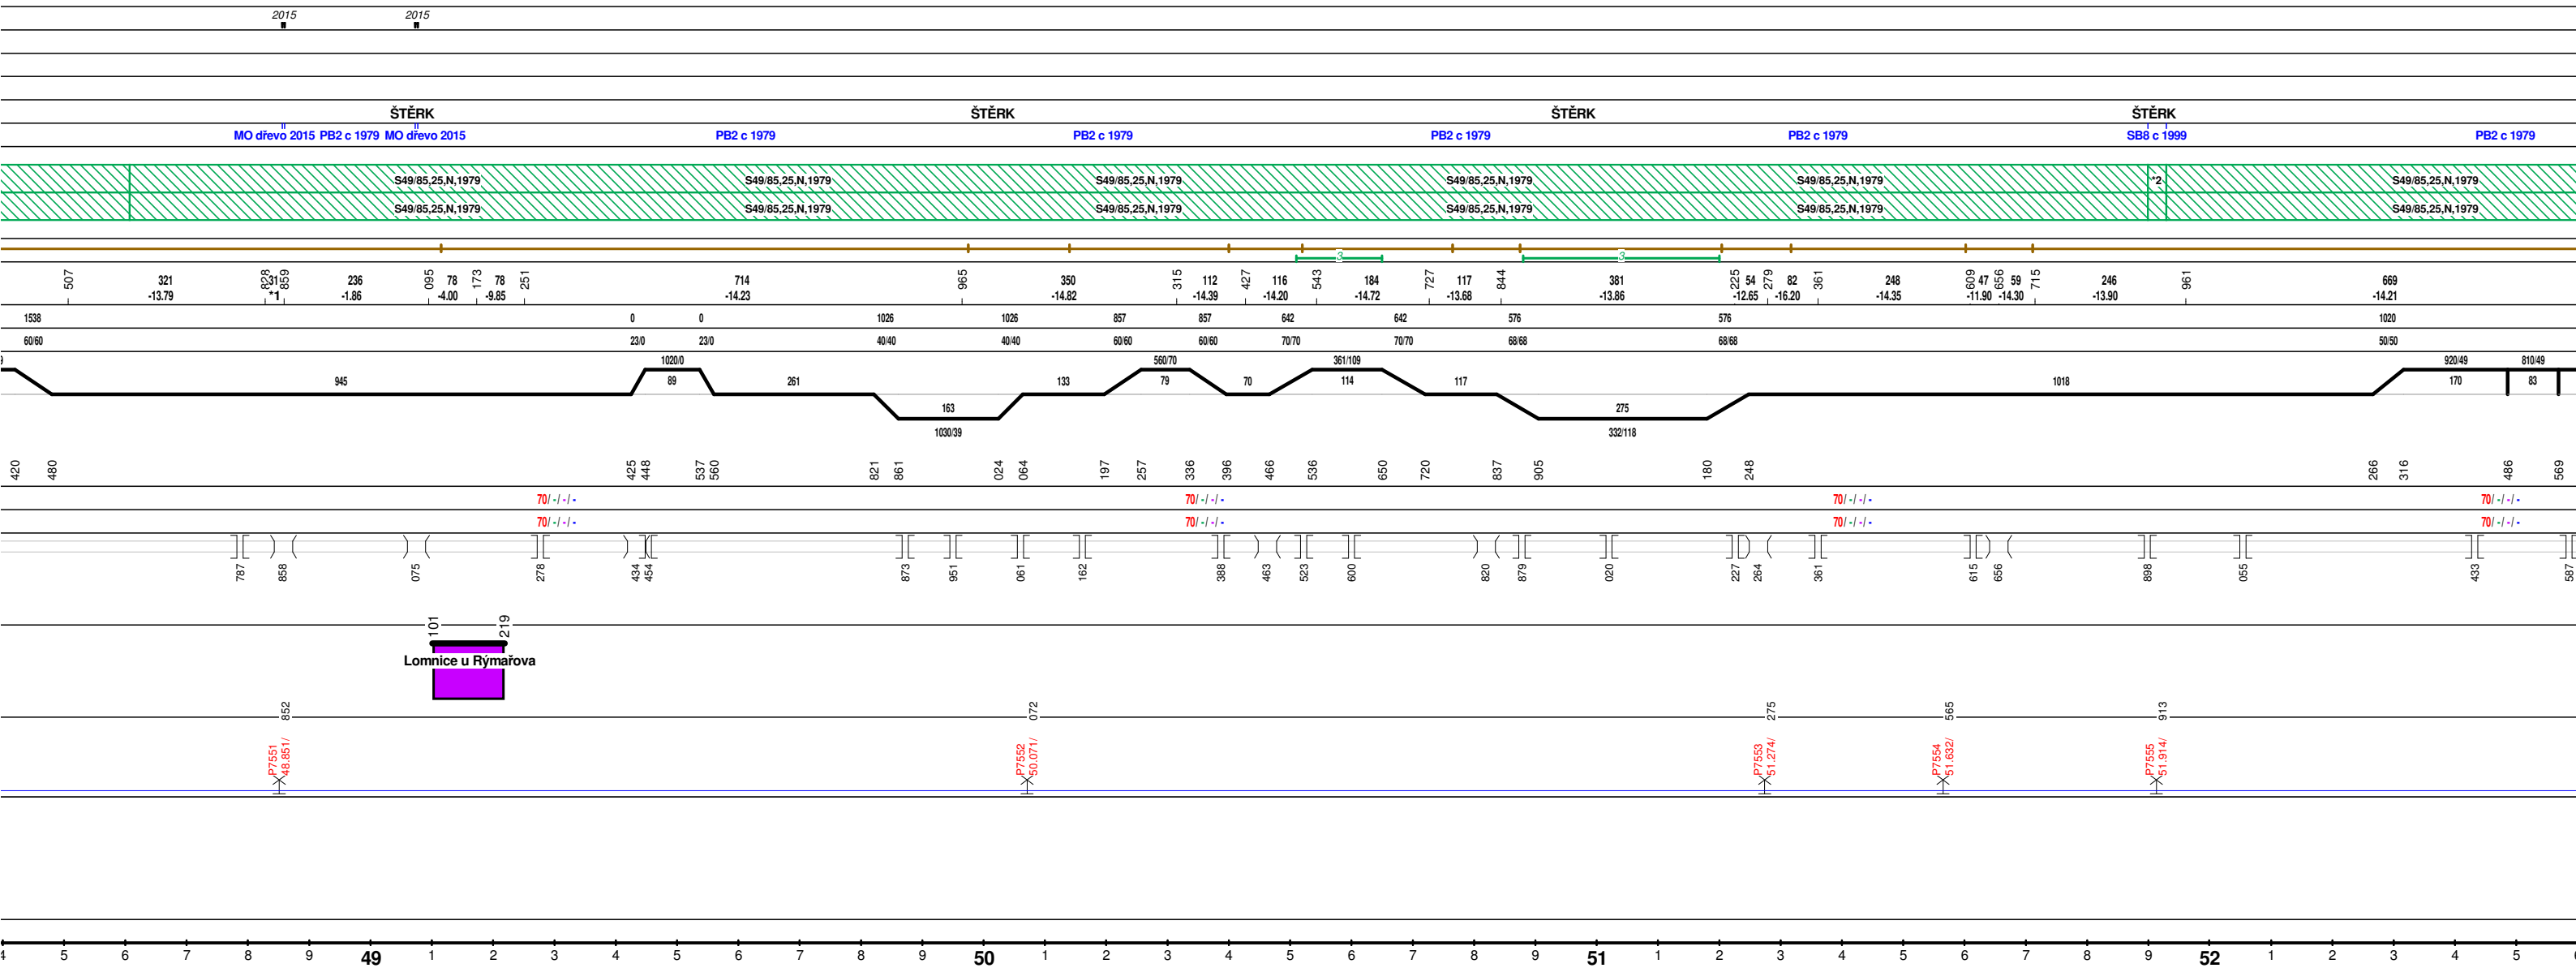 2015 2015
ŠTĚRK ŠTĚRK ŠTĚRK ŠTĚRK
MO dřevo 2015 PB2 c 1979 MO dřevo 2015 PB2 c 1979 PB2 c 1979 PB2 c 1979 PB2 c 1979 SB8 c 1999 PB2 c 1979
S49/85,25,N,1979 S49/85,25,N,1979 S49/85,25,N,1979 S49/85,25,N,1979 S49/85,25,N,1979 *2 S49/85,25,N,1979
S49/85,25,N,1979 S49/85,25,N,1979 S49/85,25,N,1979 S49/85,25,N,1979 S49/85,25,N,1979 S49/85,25,N,1979
3 3
507 321 828 31 859 236 095 78 173 78 251 714 965 350 315 112 427 116 543 184 727 117 844 381 225 54 279 82 361 248 609 47 656 59 715 246 961 669
-13.79 *1 -1.86 -4.00 -9.85 -14.23 -14.82 -14.39 -14.20 -14.72 -13.68 -13.86 -12.65 -16.20 -14.35 -11.90 -14.30 -13.90 -14.21
1538 0 0 1026 1026 857 857 642 642 576 576 1020
60/60 23/0 23/0 40/40 40/40 60/60 60/60 70/70 70/70 68/68 68/68 50/50
1020/0 560/70 361/109 920/49 810/49
945 89 261 133 79 70 114 117 1018 170 83
163 275
1030/39 332/118
420 480 425 448 537 560 821 861 024 064 197 257 336 396 466 536 650 720 837 905 180 248 266 316 486 569
70/ -/ -/ - 70/ -/ -/ - 70/ -/ -/ - 70/ -/ -/ -
70/ -/ -/ - 70/ -/ -/ - 70/ -/ -/ - 70/ -/ -/ -
787 858 075 278 434 454 873 951 061 162 388 463 523 600 820 879 020 227 264 361 615 656 898 055 433 587
101 219
Lomnice u Rýmařova
852 072 275 565 913
P7551 48.851/ P7552 50.071/ P7553 51.274/ P7554 51.632/ P7555 51.914/
4 5 6 7 8 9 49 1 2 3 4 5 6 7 8 9 50 1 2 3 4 5 6 7 8 9 51 1 2 3 4 5 6 7 8 9 52 1 2 3 4 5